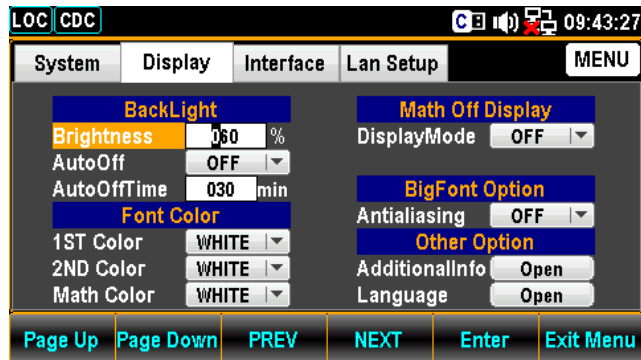 LOC CDC C 09:43:27
System Display Interface Lan Setup MENU
BackLight
Brightness 060 %
AutoOff OFF
AutoOffTime 030 min
Font Color
1ST Color WHITE
2ND Color WHITE
Math Color WHITE
Math Off Display
DisplayMode OFF
BigFont Option
Antialiasing OFF
Other Option
AdditionalInfo Open
Language Open
Page Up Page Down PREV NEXT Enter Exit Menu